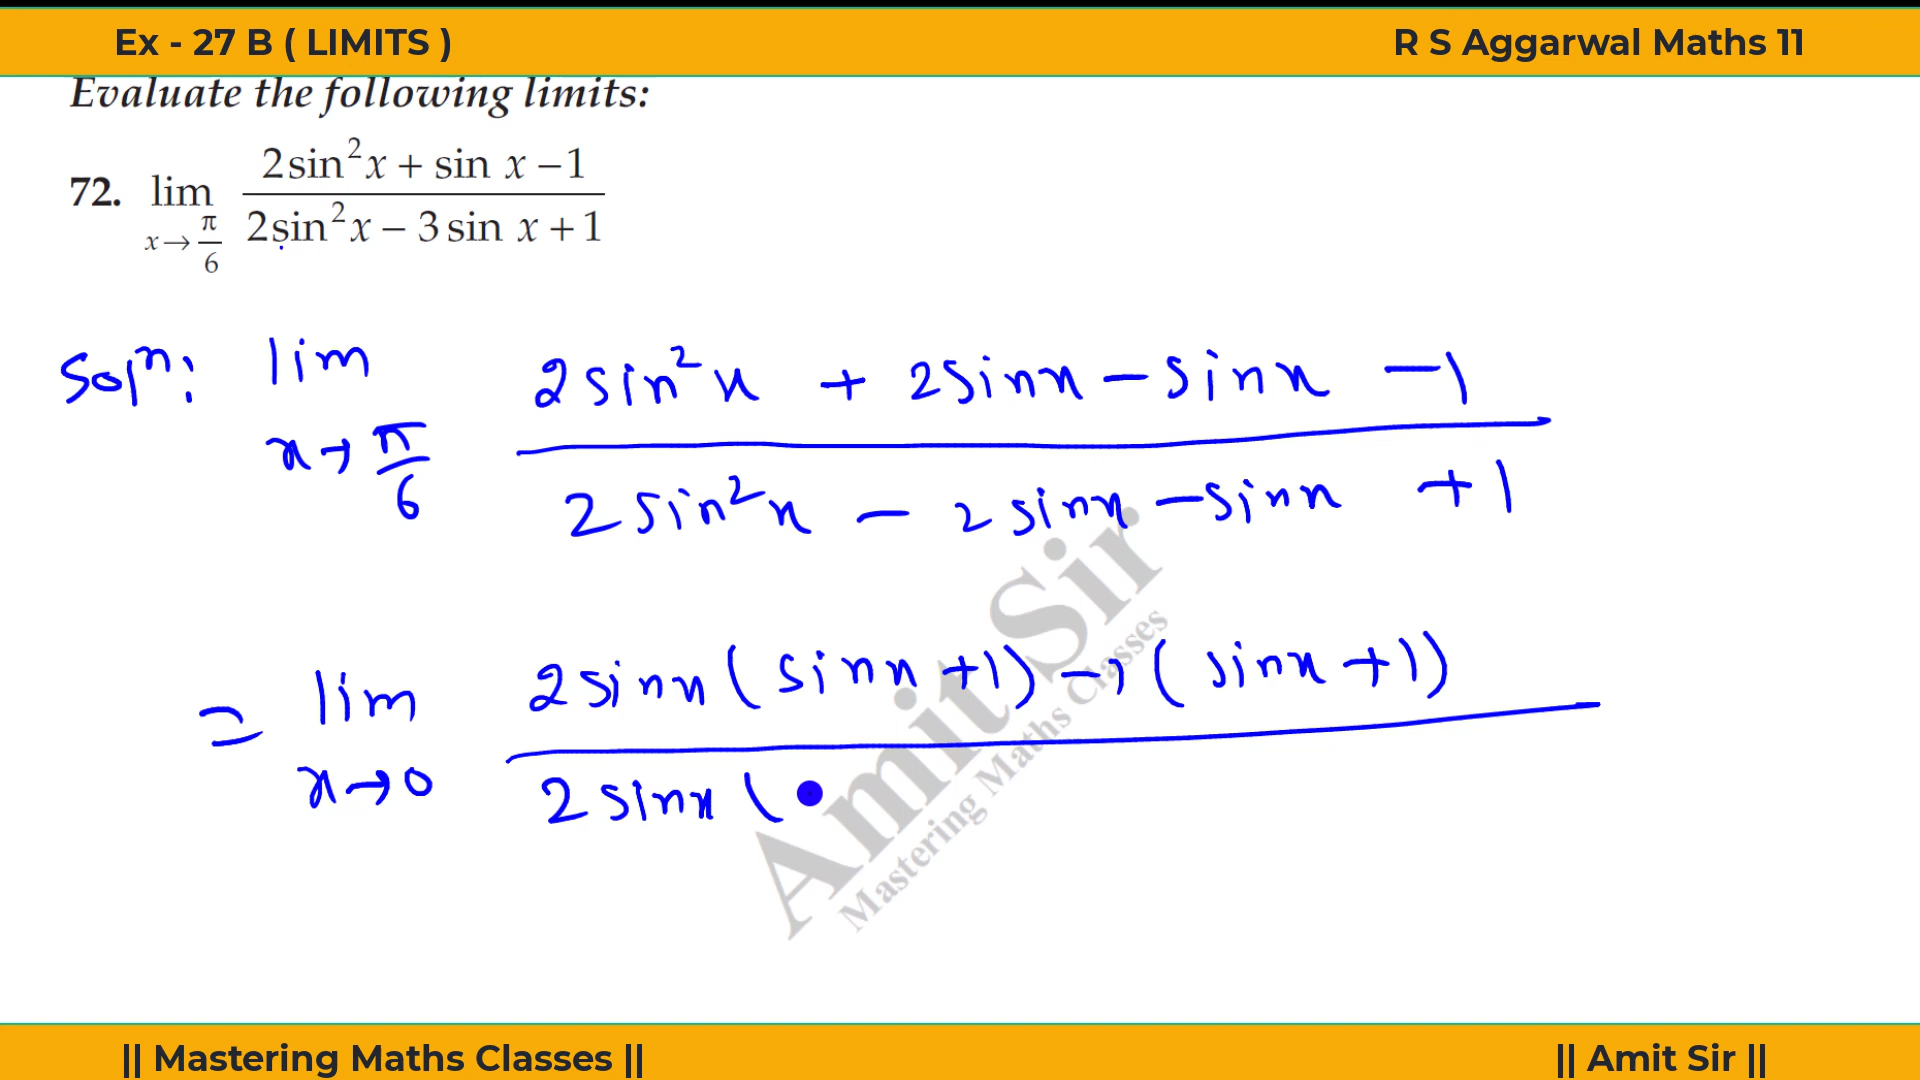 Ex - 27 B ( LIMITS ) R S Aggarwal Maths 11
Evaluate the following limits:
72. lim x→π/6 (2sin²x + sin x −1)/(2sin²x − 3 sin x + 1)
Solⁿ: lim x→π/6 (2sin²x + 2sinx − sinx − 1)/(2sin²x − 2sinx − sinx + 1)
= lim x→0 2sinx(sinx+1) −1(sinx+1)
2sinx (
Amit Sir
Mastering Maths Classes
|| Mastering Maths Classes || || Amit Sir ||